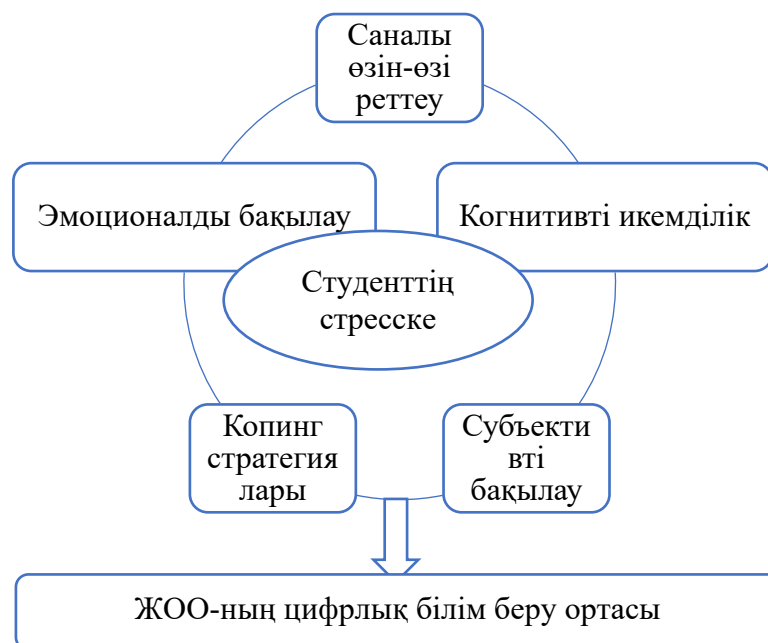 Саналы
өзін-өзі
реттеу
Эмоционалды бақылау
Когнитивті икемділік
Студенттің
стресске
Копинг
стратегия
лары
Субъекти
вті
бақылау
ЖОО-ның цифрлық білім беру ортасы